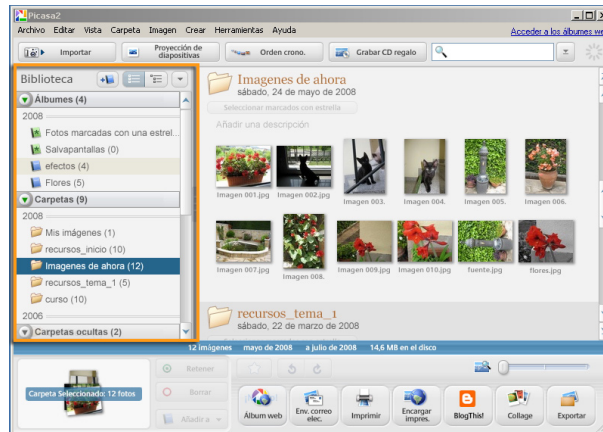 Picasa2
Archivo Editar Vista Carpeta Imagen Crear Herramientas Ayuda
Acceder a los álbumes we
Importar
Proyección de
diapositivas
Orden crono.
Grabar CD regalo
Biblioteca
Álbumes (4)
2008
Fotos marcadas con una estrel...
Salvapantallas (0)
efectos (4)
Flores (5)
Carpetas (9)
2008
Mis imágenes (1)
recursos_inicio (10)
Imagenes de ahora (12)
recursos_tema_1 (5)
curso (10)
2006
Carpetas ocultas (2)
Imagenes de ahora
sábado, 24 de mayo de 2008
Seleccionar marcados con estrella
Añadir una descripción
Imagen 001.jpg Imagen 002.jpg Imagen 003. Imagen 004. Imagen 005. Imagen 006.
Imagen 007.jpg Imagen 008. Imagen 009.jpg Imagen 010.jpg fuente.jpg flores.jpg
recursos_tema_1
sábado, 22 de marzo de 2008
12 imágenes mayo de 2008 a julio de 2008 14,6 MB en el disco
Carpeta Seleccionado: 12 fotos
Retener
Borrar
Añadir a
Álbum web
Env. correo
elec.
Imprimir
Encargar
impres.
BlogThis!
Collage
Exportar